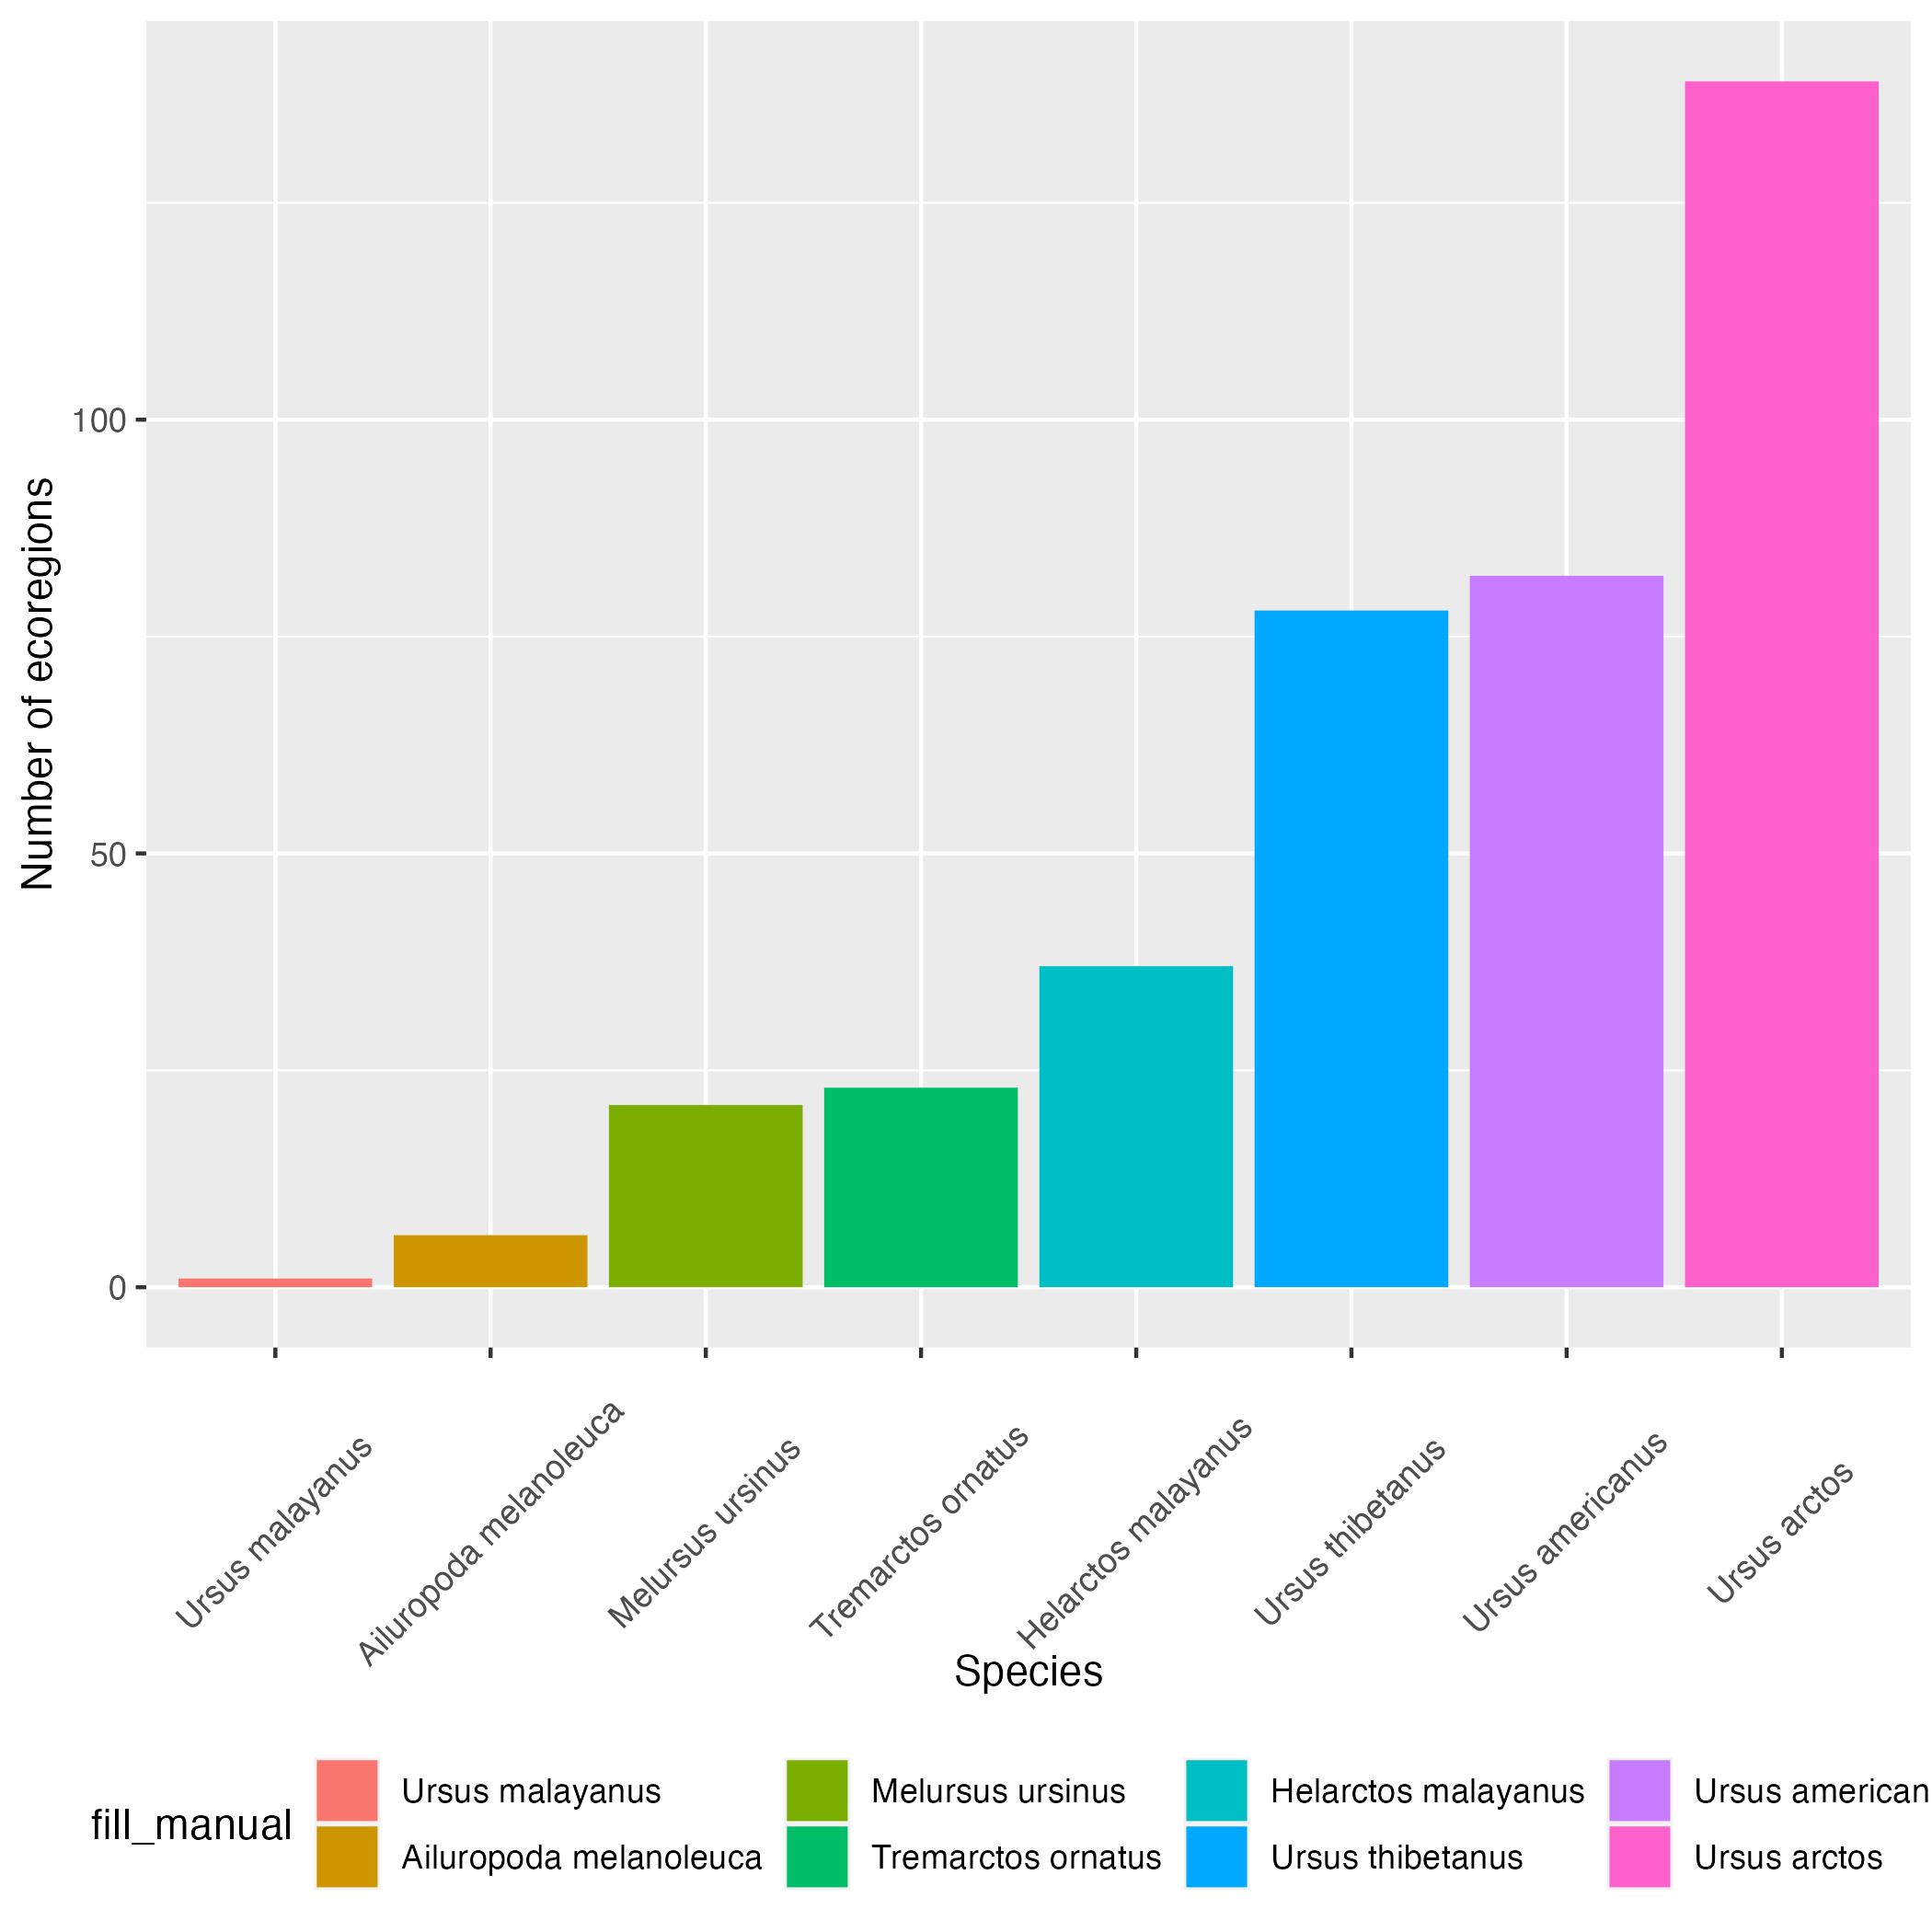 Number of ecoregions
100
50
0
Ursus malayanus
Ailuropoda melanoleuca
Melursus ursinus
Tremarctos ornatus
Helarctos malayanus
Ursus thibetanus
Ursus americanus
Ursus arctos
Species
fill_manual
Ursus malayanus
Ailuropoda melanoleuca
Melursus ursinus
Tremarctos ornatus
Helarctos malayanus
Ursus thibetanus
Ursus american
Ursus arctos